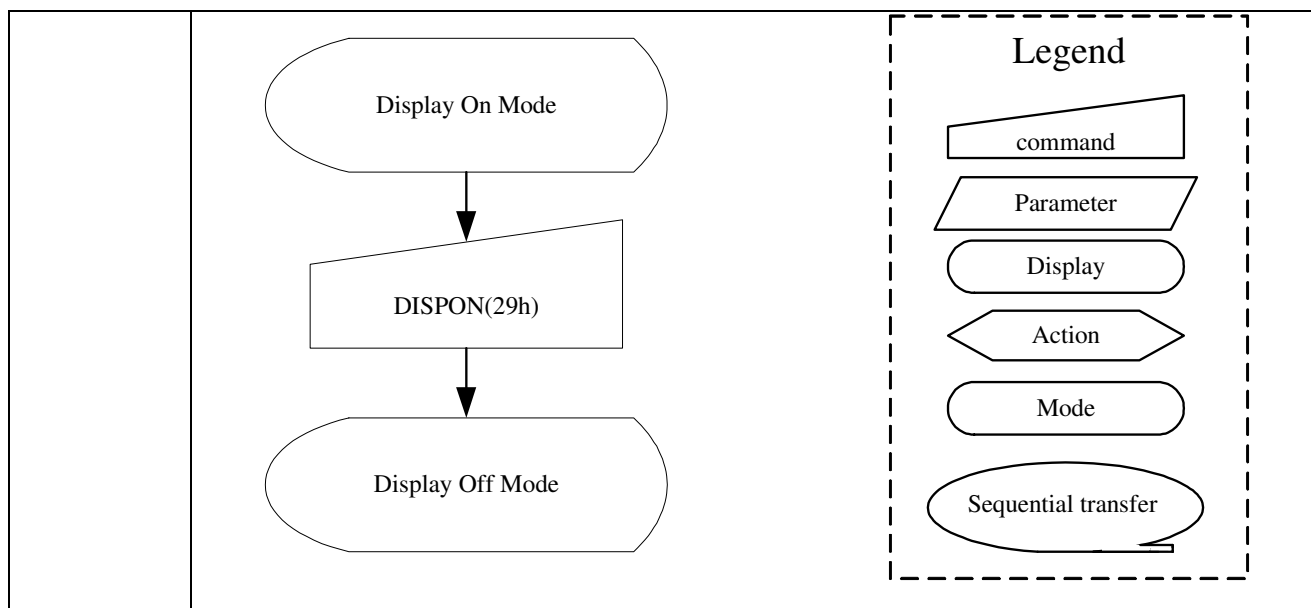 Display On Mode
DISPON(29h)
Display Off Mode
Legend
command
Parameter
Display
Action
Mode
Sequential transfer